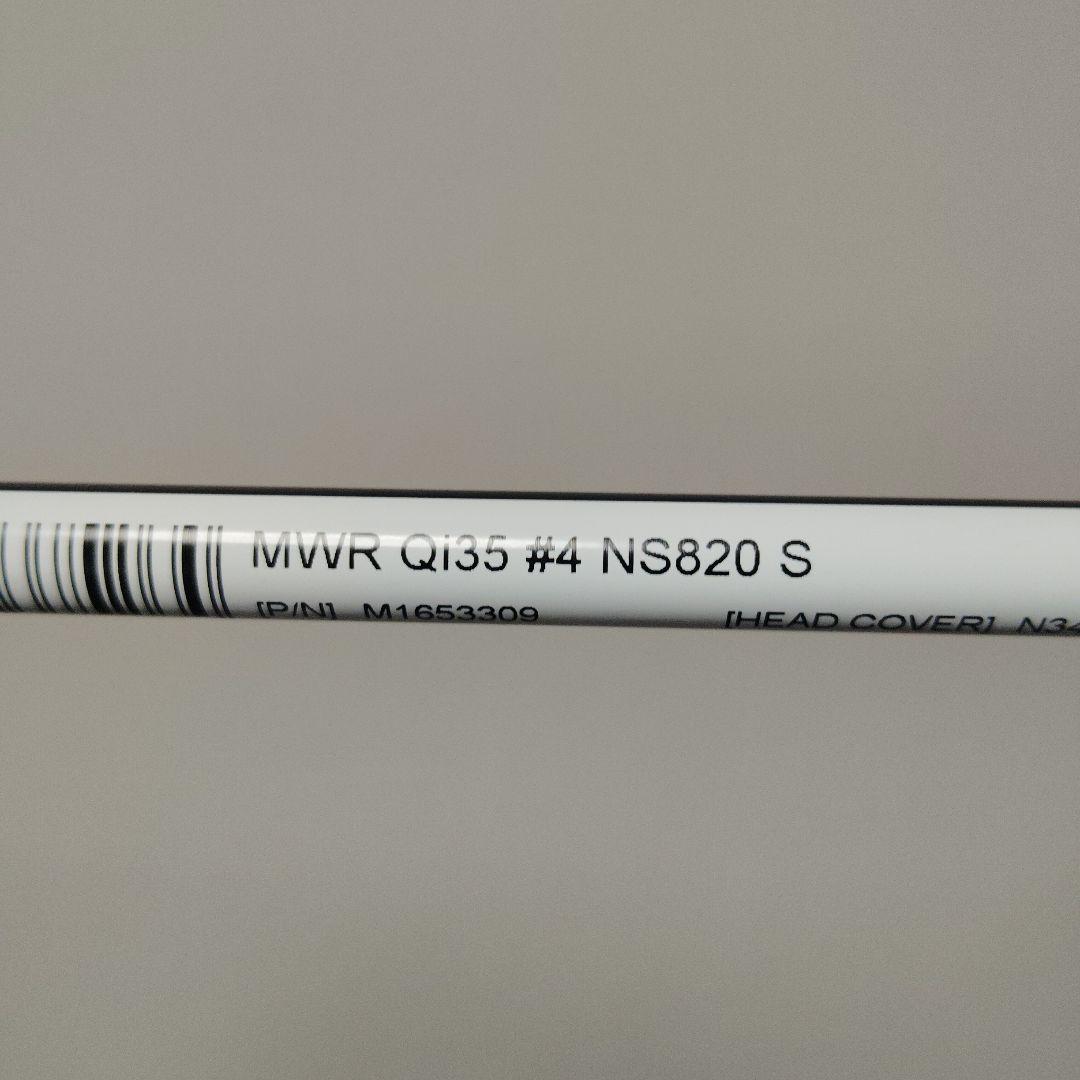 MWR Qi35 #4 NS820 S
[P/N] M1653309 [HEAD COVER]